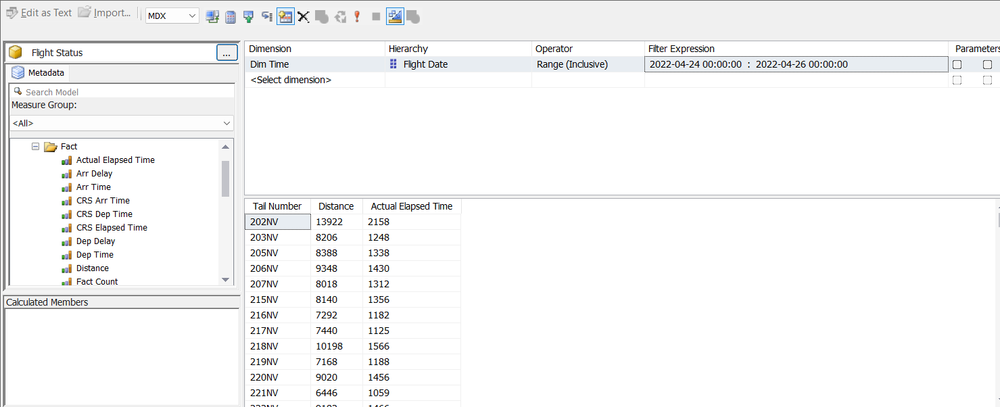 Edit as Text Import... MDX
Flight Status ...
Metadata
Search Model
Measure Group:
<All>
Fact
Actual Elapsed Time
Arr Delay
Arr Time
CRS Arr Time
CRS Dep Time
CRS Elapsed Time
Dep Delay
Dep Time
Distance
Fact Count
Calculated Members
Dimension Hierarchy Operator Filter Expression Parameters
Dim Time Flight Date Range (Inclusive) 2022-04-24 00:00:00 : 2022-04-26 00:00:00
<Select dimension>
Tail Number Distance Actual Elapsed Time
202NV 13922 2158
203NV 8206 1248
205NV 8388 1338
206NV 9348 1430
207NV 8018 1312
215NV 8140 1356
216NV 7292 1182
217NV 7440 1125
218NV 10198 1566
219NV 7168 1188
220NV 9020 1456
221NV 6446 1059